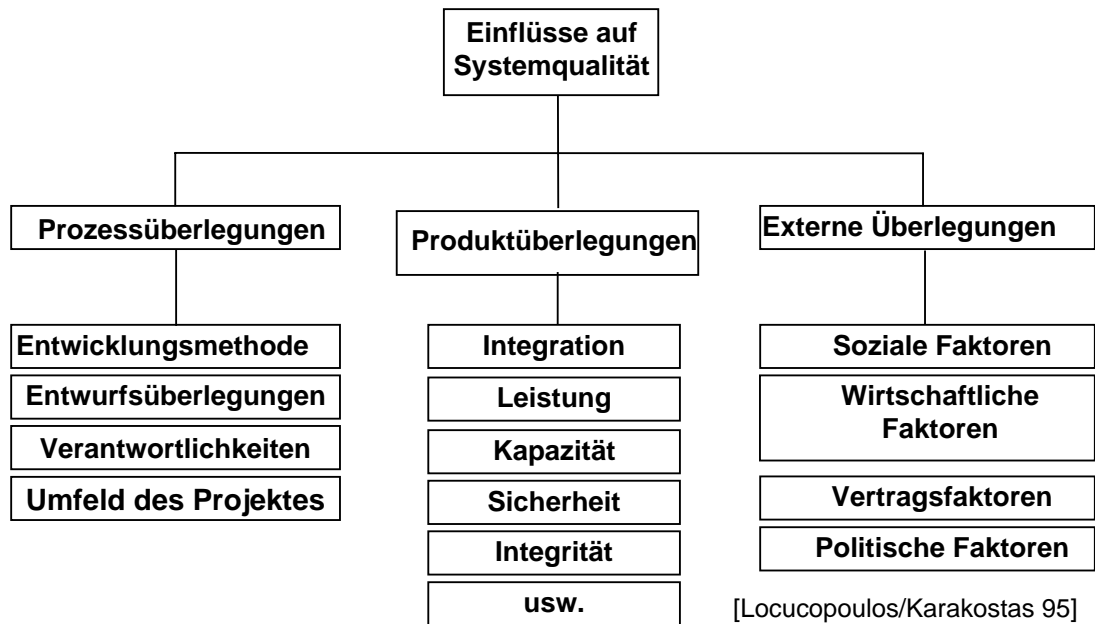 Einflüsse auf
Systemqualität
Prozessüberlegungen
Produktüberlegungen
Externe Überlegungen
Entwicklungsmethode
Entwurfsüberlegungen
Verantwortlichkeiten
Umfeld des Projektes
Integration
Leistung
Kapazität
Sicherheit
Integrität
usw.
Soziale Faktoren
Wirtschaftliche
Faktoren
Vertragsfaktoren
Politische Faktoren
[Locucopoulos/Karakostas 95]